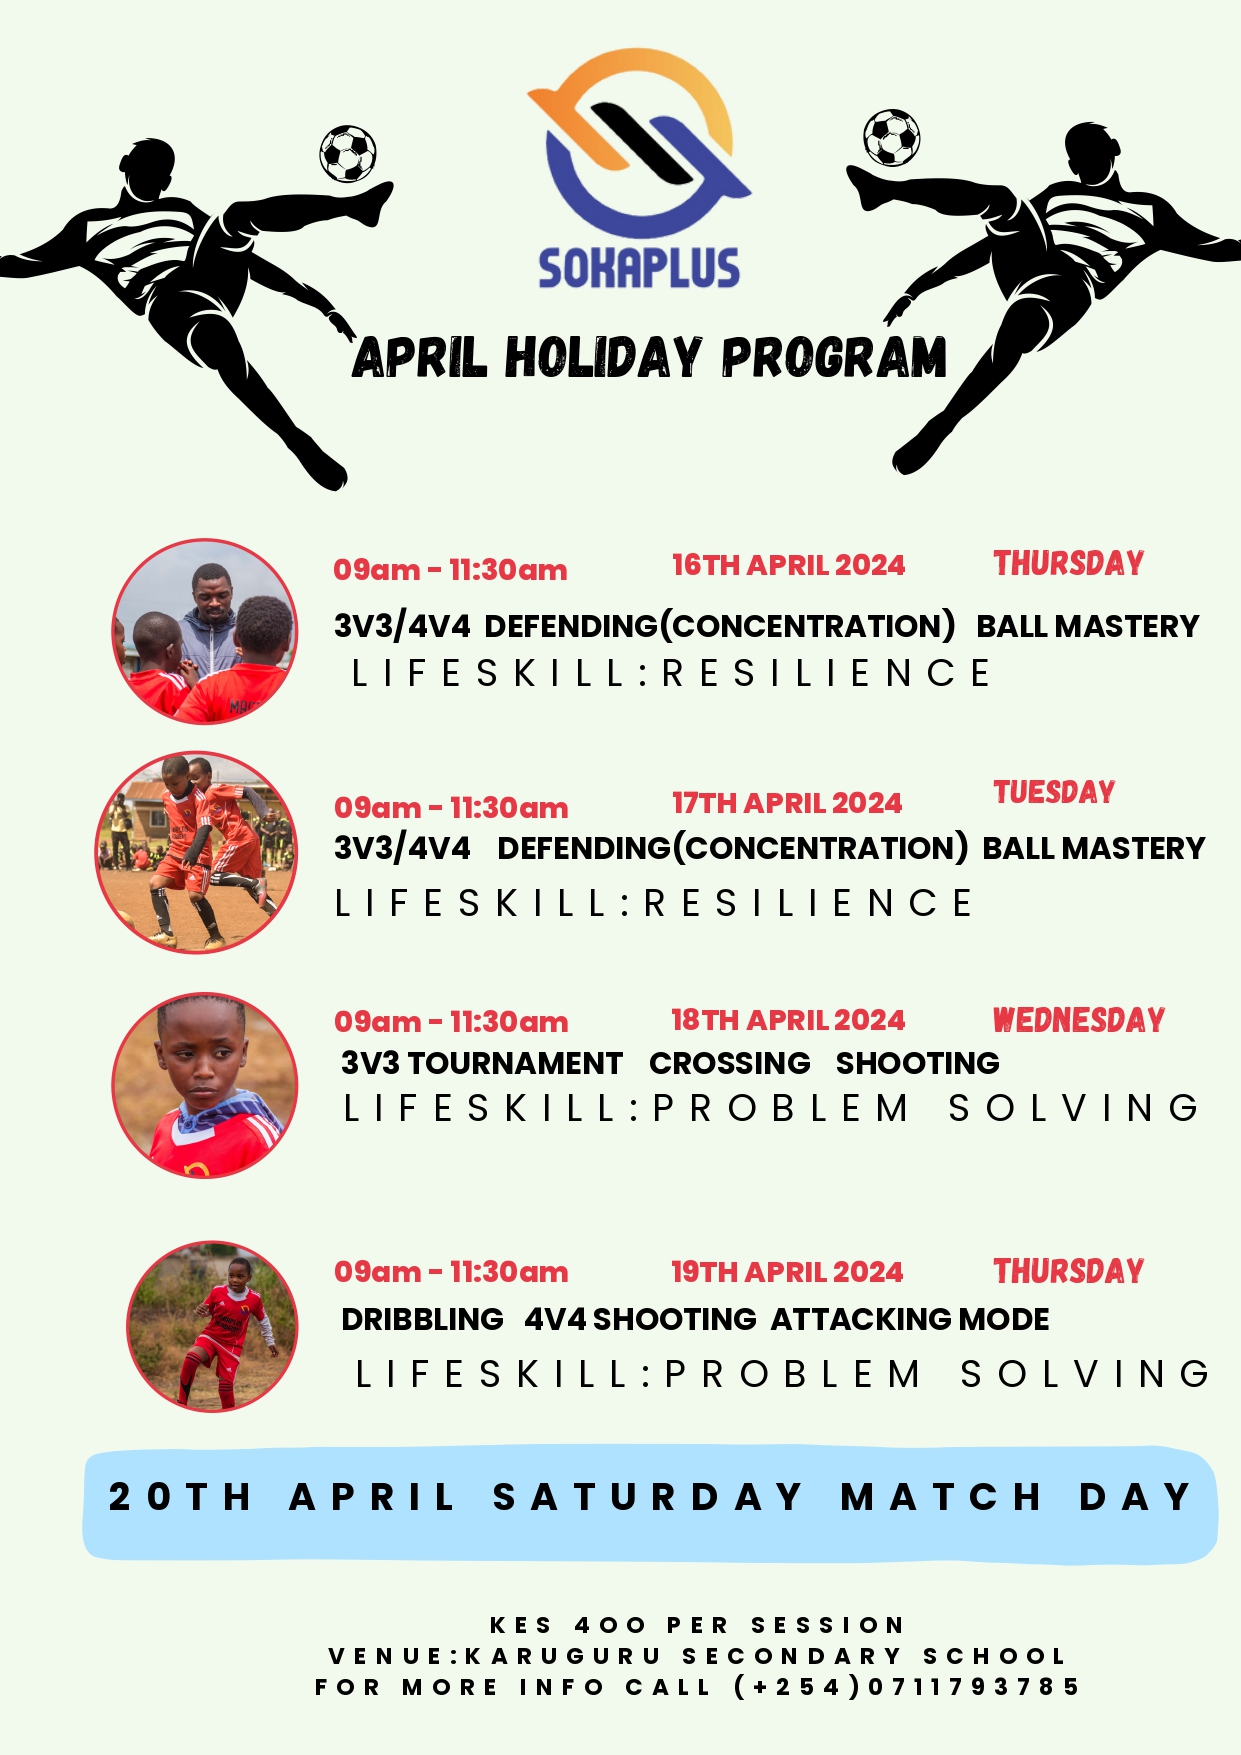 SOKAPLUS
APRIL HOLIDAY PROGRAM
09am - 11:30am 16TH APRIL 2024 THURSDAY
3V3/4V4 DEFENDING(CONCENTRATION) BALL MASTERY
LIFESKILL:RESILIENCE
09am - 11:30am 17TH APRIL 2024 TUESDAY
3V3/4V4 DEFENDING(CONCENTRATION) BALL MASTERY
LIFESKILL:RESILIENCE
09am - 11:30am 18TH APRIL 2024 WEDNESDAY
3V3 TOURNAMENT CROSSING SHOOTING
LIFESKILL:PROBLEM SOLVING
09am - 11:30am 19TH APRIL 2024 THURSDAY
DRIBBLING 4V4 SHOOTING ATTACKING MODE
LIFESKILL:PROBLEM SOLVING
20TH APRIL SATURDAY MATCH DAY
KES 4OO PER SESSION
VENUE:KARUGURU SECONDARY SCHOOL
FOR MORE INFO CALL (+254)0711793785